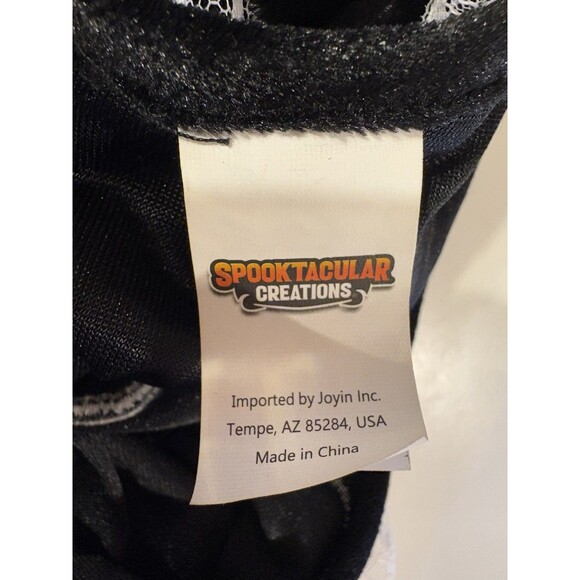 SPOOKTACULAR
CREATIONS
Imported by Joyin Inc.
Tempe, AZ 85284, USA
Made in China